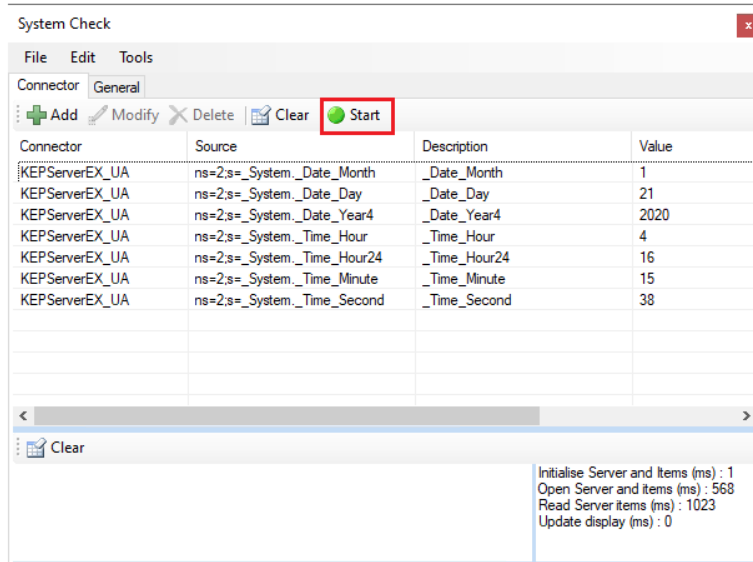 System Check
x
File Edit Tools
Connector General
Add Modify Delete Clear Start
Connector Source Description Value
KEPServerEX_UA ns=2;s=_System._Date_Month _Date_Month 1
KEPServerEX_UA ns=2;s=_System._Date_Day _Date_Day 21
KEPServerEX_UA ns=2;s=_System._Date_Year4 _Date_Year4 2020
KEPServerEX_UA ns=2;s=_System._Time_Hour _Time_Hour 4
KEPServerEX_UA ns=2;s=_System._Time_Hour24 _Time_Hour24 16
KEPServerEX_UA ns=2;s=_System._Time_Minute _Time_Minute 15
KEPServerEX_UA ns=2;s=_System._Time_Second _Time_Second 38
Clear
Initialise Server and Items (ms) : 1
Open Server and items (ms) : 568
Read Server items (ms) : 1023
Update display (ms) : 0